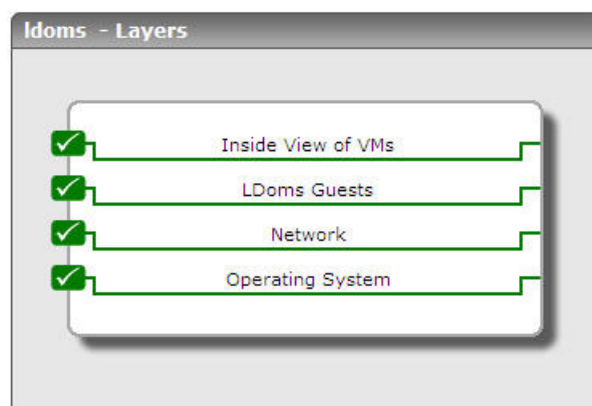 ldoms - Layers
Inside View of VMs
LDoms Guests
Network
Operating System